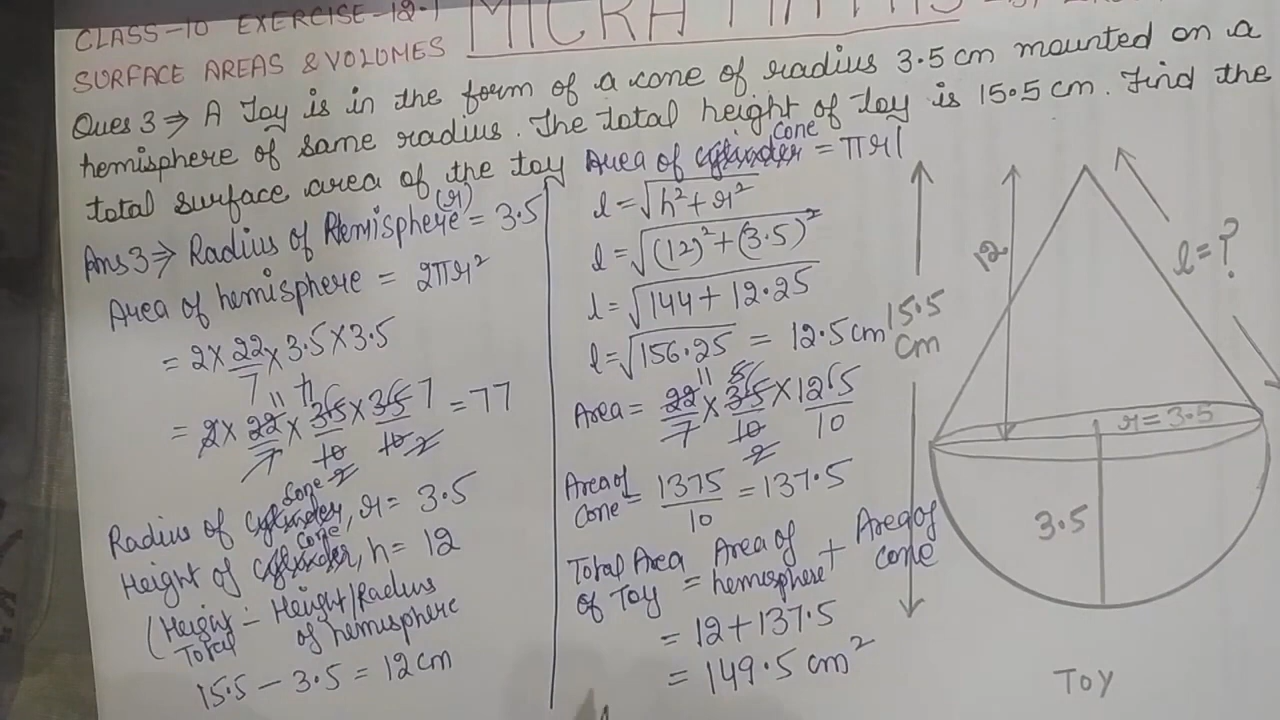 CLASS-10 EXERCISE-12.1
SURFACE AREAS & VOLUMES
Ques 3 ⇒ A Toy is in the form of a cone of radius 3.5 cm mounted on a
hemisphere of same radius. The total height of toy is 15.5 cm. Find the
total surface area of the toy
Ans 3 ⇒ Radius of Hemisphere (r) = 3.5
Area of hemisphere = 2πr²
= 2 × 22/7 × 3.5 × 3.5
= 2 × 22/7 × 35/10 × 35/10 = 77
Radius of cone, r = 3.5
Height of cone, h = 12
(Height Total - Height/Radius
of hemisphere
15.5 - 3.5 = 12 cm
Area of cone = πrl
l = √h² + r²
l = √(12)² + (3.5)²
l = √144 + 12.25
l = √156.25 = 12.5 cm
Area = 22/7 × 35/10 × 125/10
Area of cone = 1375/10 = 137.5
Total Area of Toy = Area of hemisphere + Area of cone
= 12 + 137.5
= 149.5 cm²
15.5
cm
12
l = ?
r = 3.5
3.5
TOY